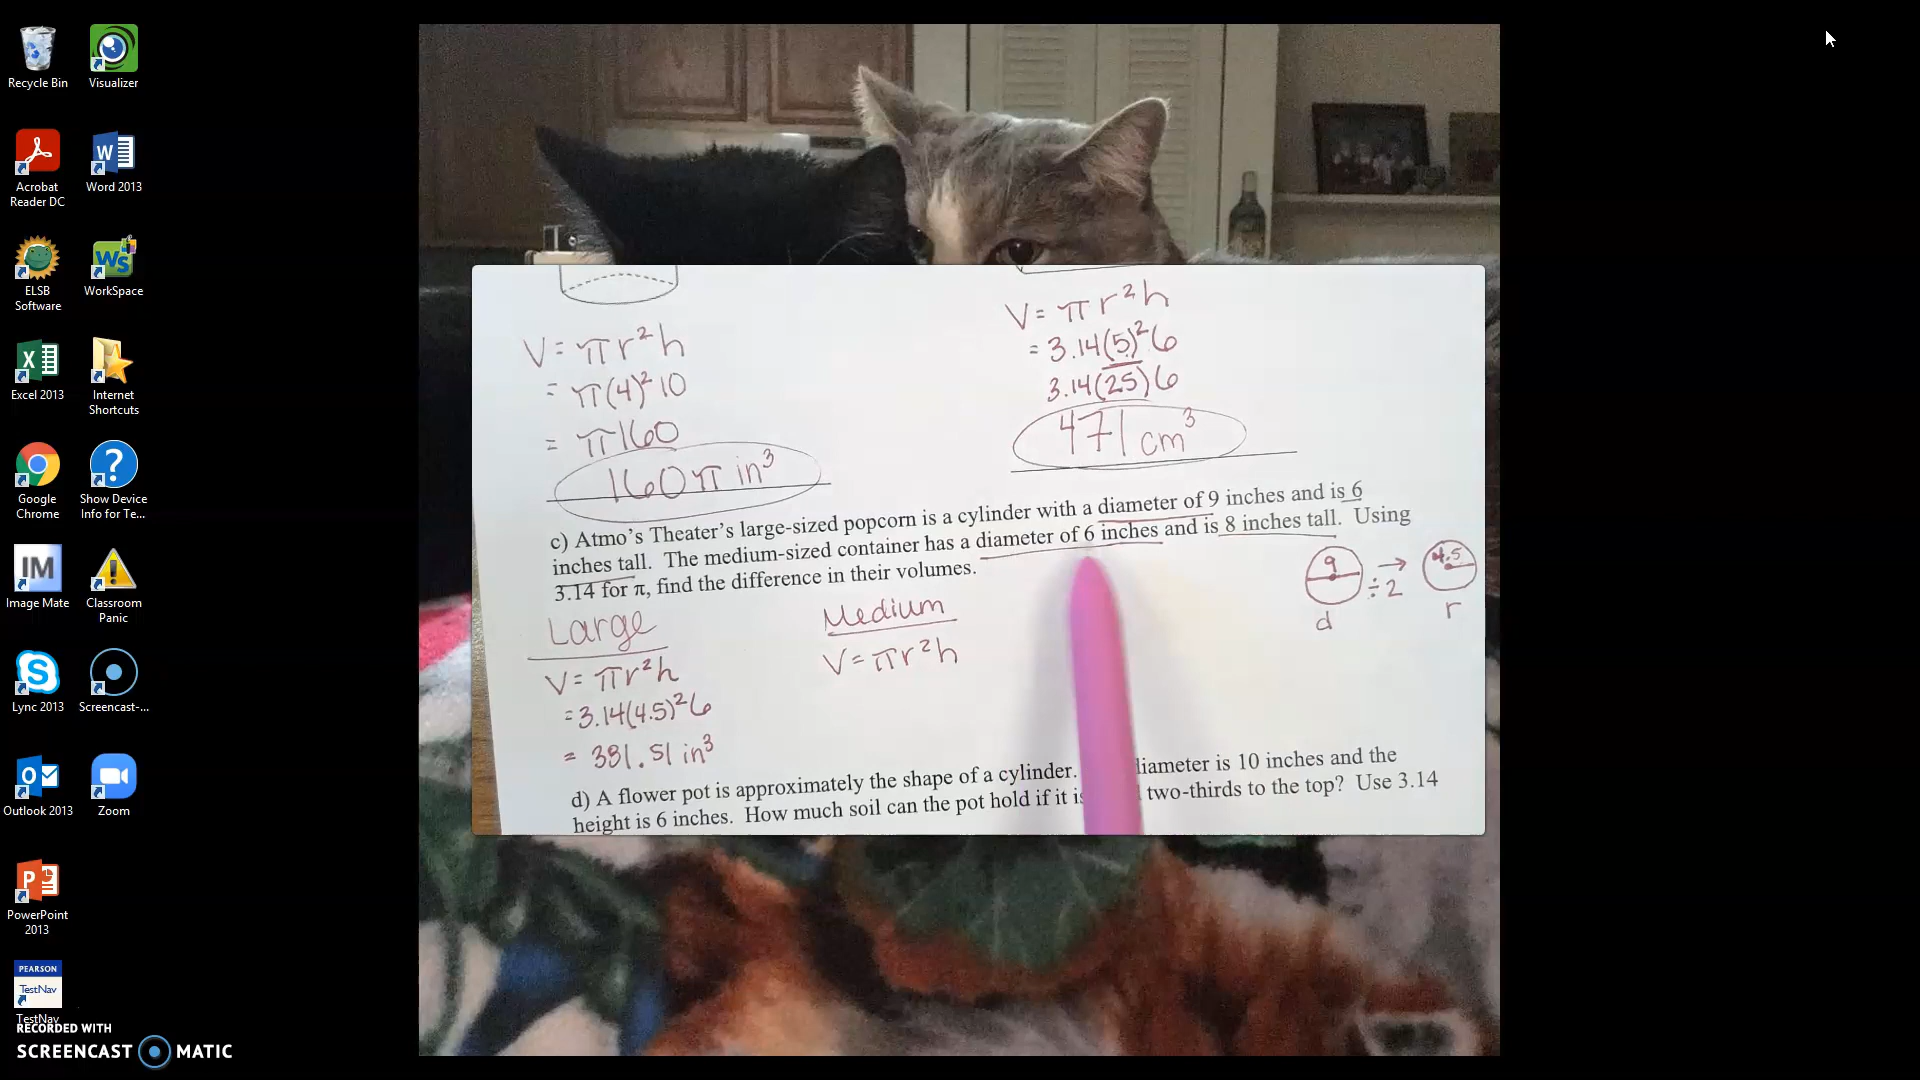 Recycle Bin
Visualizer
Acrobat
Reader DC
Word 2013
ELSB
Software
WorkSpace
Excel 2013
Internet
Shortcuts
Google
Chrome
Show Device
Info for Te...
Image Mate
Classroom
Panic
Lync 2013
Screencast-...
Outlook 2013
Zoom
PowerPoint
2013
PEARSON
TestNav
TestNav
RECORDED WITH
SCREENCAST MATIC
V = πr²h
= π(4)²10
= π160
160π in³
V = πr²h
= 3.14(5)²6
3.14(25)6
471 cm³
c) Atmo's Theater's large-sized popcorn is a cylinder with a diameter of 9 inches and is 6
inches tall. The medium-sized container has a diameter of 6 inches and is 8 inches tall. Using
3.14 for π, find the difference in their volumes.
9 ÷2 → 4.5
d r
Large
V = πr²h
= 3.14(4.5)²6
= 381.51 in³
Medium
V = πr²h
d) A flower pot is approximately the shape of a cylinder. diameter is 10 inches and the
height is 6 inches. How much soil can the pot hold if it is two-thirds to the top? Use 3.14